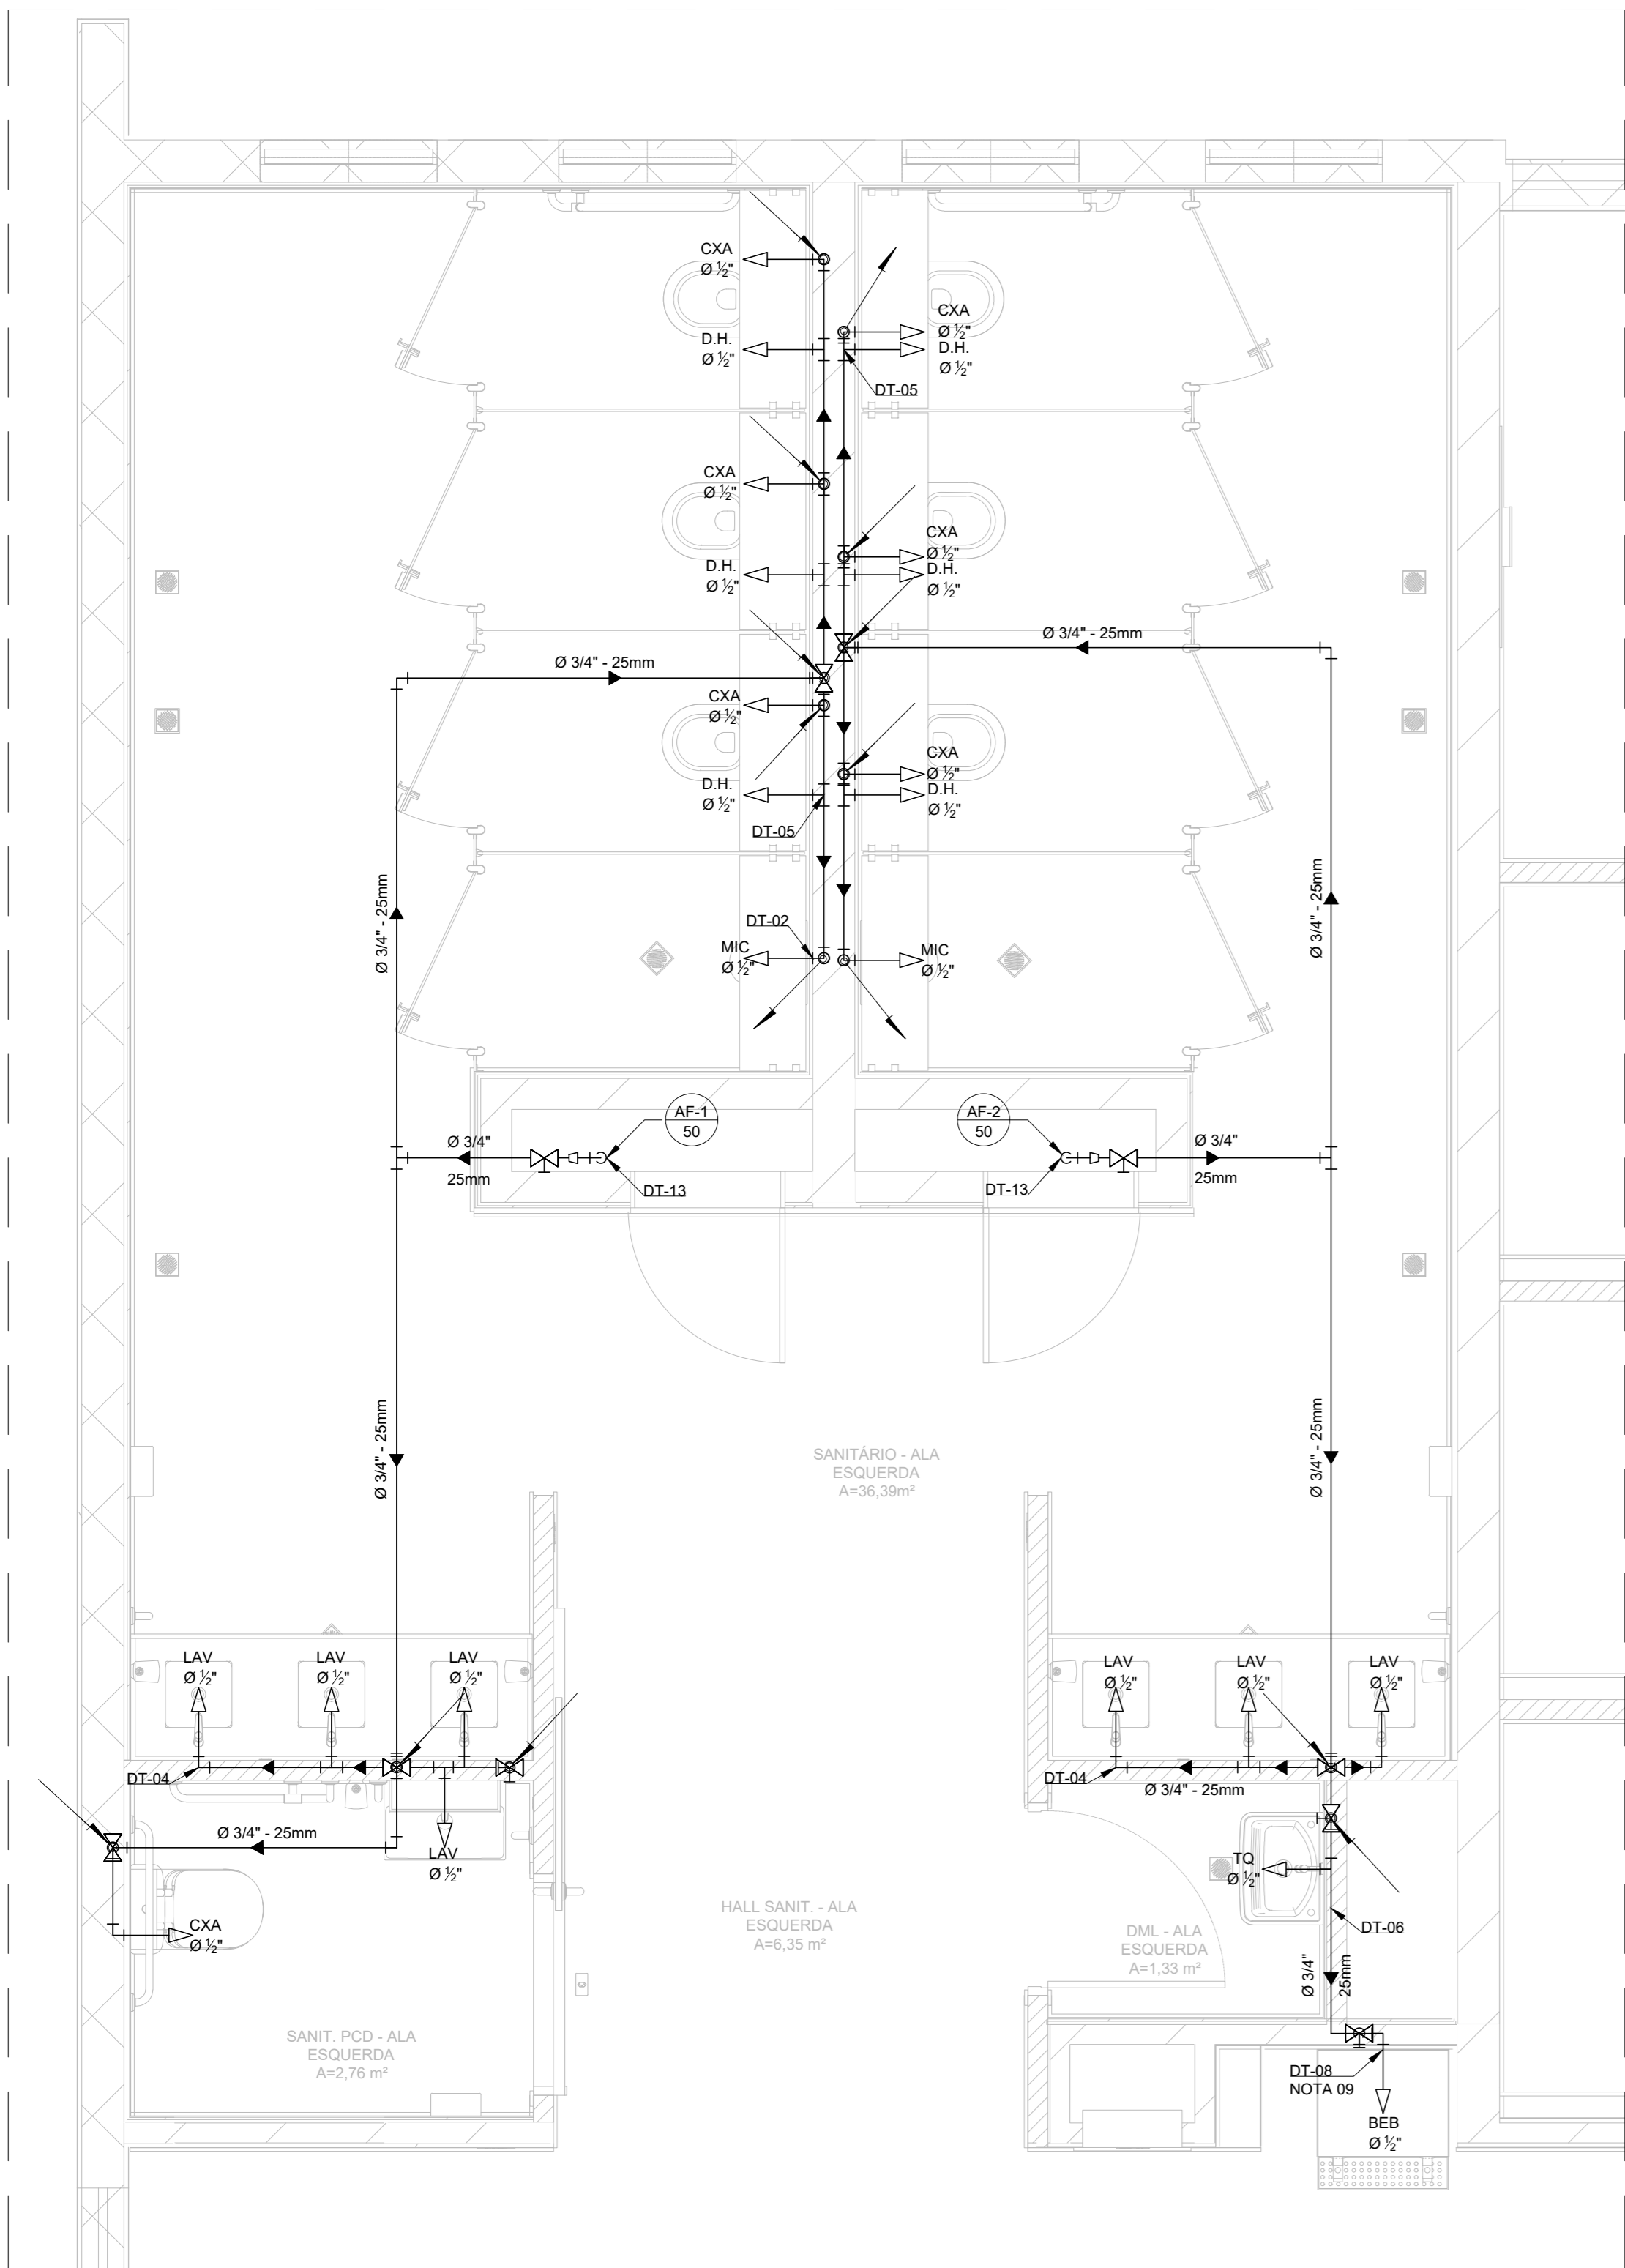 CXA
Ø ½"
CXA
Ø ½"
D.H.
Ø ½"
D.H.
Ø ½"
DT-05
CXA
Ø ½"
CXA
Ø ½"
D.H.
Ø ½"
D.H.
Ø ½"
Ø 3/4" - 25mm
Ø 3/4" - 25mm
CXA
Ø ½"
CXA
Ø ½"
D.H.
Ø ½"
D.H.
Ø ½"
DT-05
Ø 3/4" - 25mm
Ø 3/4" - 25mm
DT-02
MIC
Ø ½"
MIC
Ø ½"
AF-1
50
AF-2
50
Ø 3/4"
25mm
Ø 3/4"
25mm
DT-13
DT-13
Ø 3/4" - 25mm
Ø 3/4" - 25mm
SANITÁRIO - ALA
ESQUERDA
A=36,39m²
LAV
Ø ½"
LAV
Ø ½"
LAV
Ø ½"
LAV
Ø ½"
LAV
Ø ½"
LAV
Ø ½"
DT-04
DT-04
Ø 3/4" - 25mm
Ø 3/4" - 25mm
LAV
Ø ½"
TQ
Ø ½"
CXA
Ø ½"
HALL SANIT. - ALA
ESQUERDA
A=6,35 m²
DML - ALA
ESQUERDA
A=1,33 m²
DT-06
Ø 3/4"
25mm
SANIT. PCD - ALA
ESQUERDA
A=2,76 m²
DT-08
NOTA 09
BEB
Ø ½"